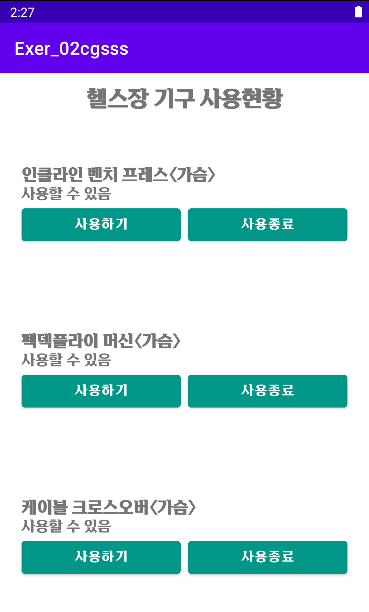 2:27
Exer_02cgsss
헬스장 기구 사용현황
인클라인 벤치 프레스<가슴>
사용할 수 있음
사용하기 사용종료
팩덱플라이 머신<가슴>
사용할 수 있음
사용하기 사용종료
케이블 크로스오버<가슴>
사용할 수 있음
사용하기 사용종료